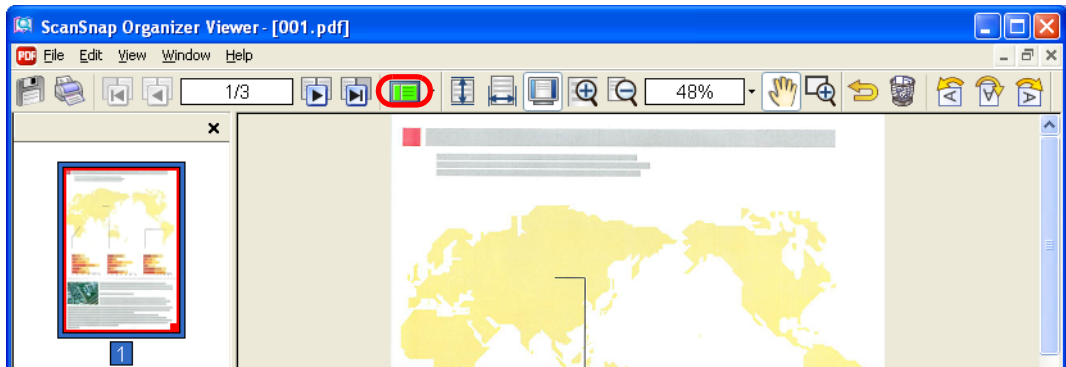 ScanSnap Organizer Viewer - [001.pdf]
PDF File Edit View Window Help
1/3 48% A A A
1